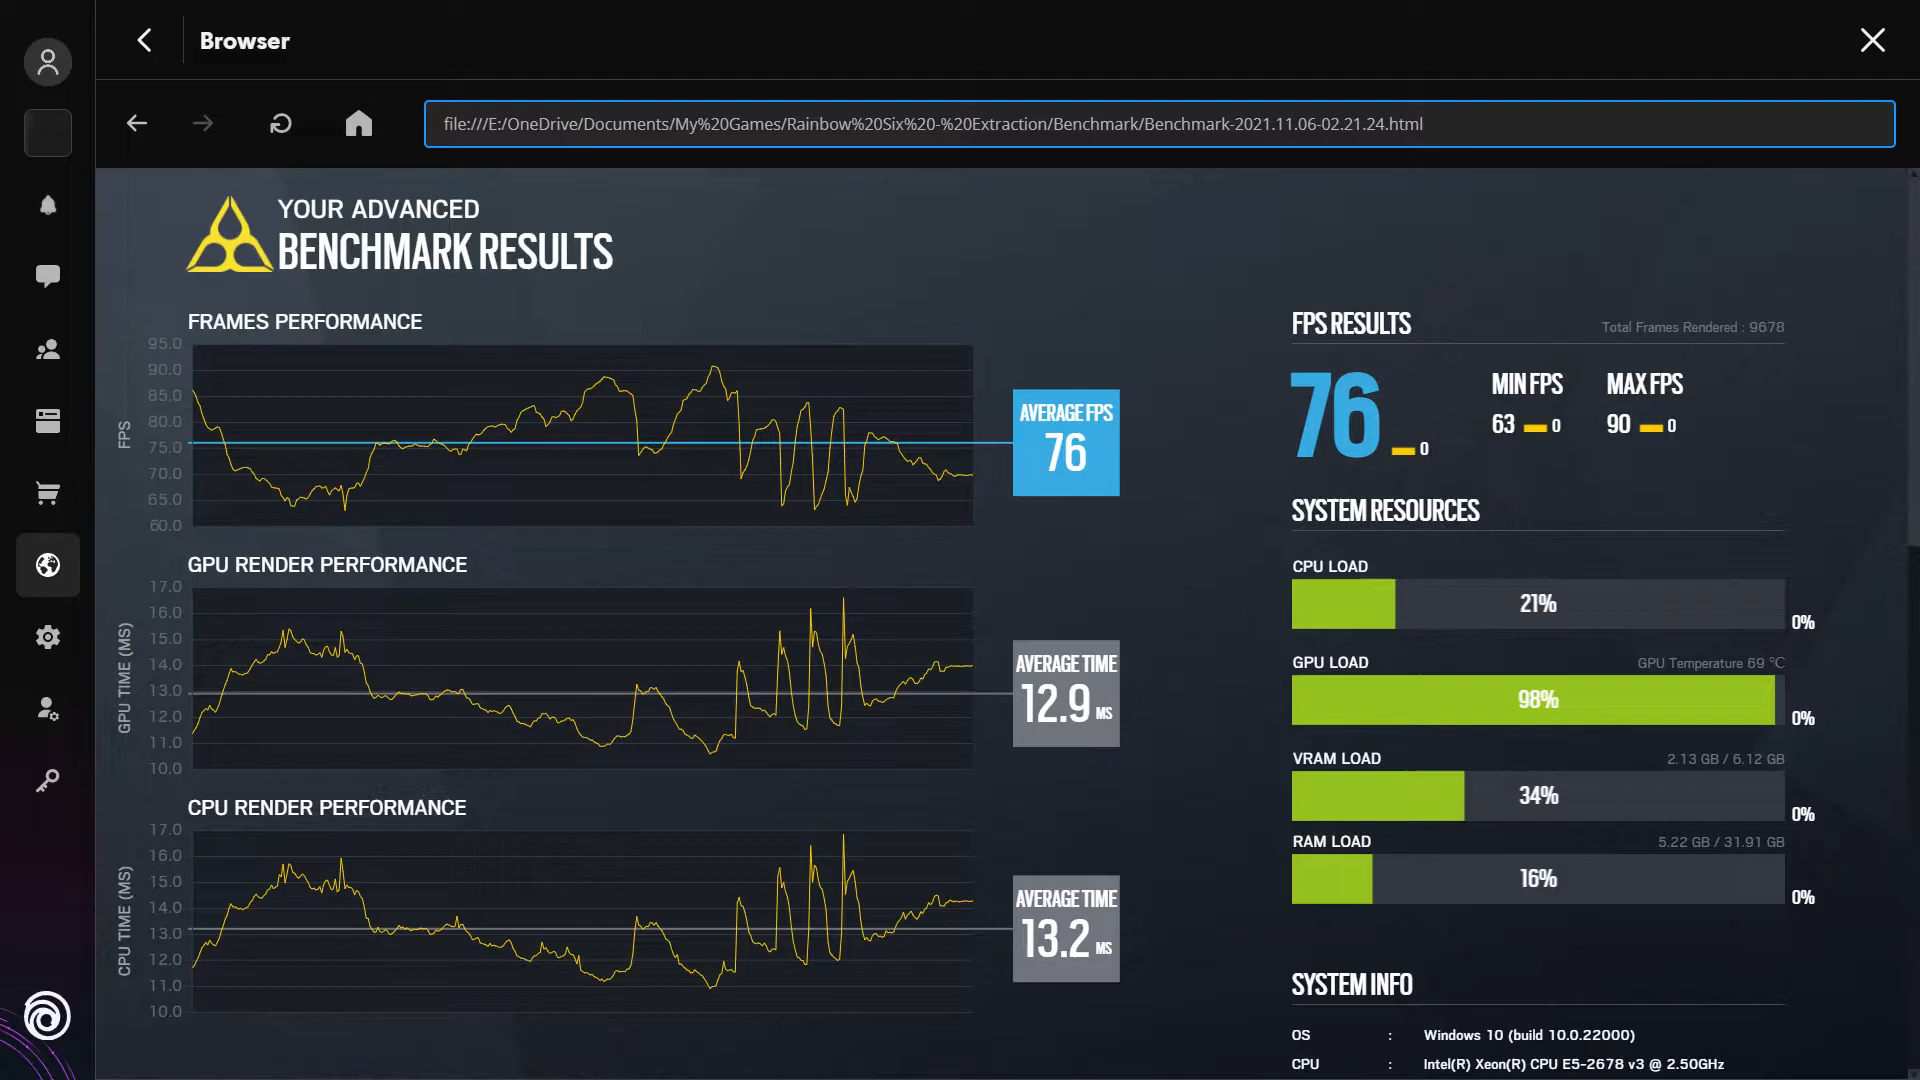 Browser
file:///E:/OneDrive/Documents/My%20Games/Rainbow%20Six%20-%20Extraction/Benchmark/Benchmark-2021.11.06-02.21.24.html
YOUR ADVANCED
BENCHMARK RESULTS
FRAMES PERFORMANCE
95.0
90.0
85.0
80.0
75.0
70.0
65.0
60.0
FPS
AVERAGE FPS
76
GPU RENDER PERFORMANCE
17.0
16.0
15.0
14.0
13.0
12.0
11.0
10.0
GPU TIME (MS)
AVERAGE TIME
12.9 MS
CPU RENDER PERFORMANCE
17.0
16.0
15.0
14.0
13.0
12.0
11.0
10.0
CPU TIME (MS)
AVERAGE TIME
13.2 MS
FPS RESULTS
Total Frames Rendered : 9678
76 0
MIN FPS
63 0
MAX FPS
90 0
SYSTEM RESOURCES
CPU LOAD
21%
0%
GPU LOAD
GPU Temperature 69 °C
98%
0%
VRAM LOAD
2.13 GB / 6.12 GB
34%
0%
RAM LOAD
5.22 GB / 31.91 GB
16%
0%
SYSTEM INFO
OS : Windows 10 (build 10.0.22000)
CPU : Intel(R) Xeon(R) CPU E5-2678 v3 @ 2.50GHz